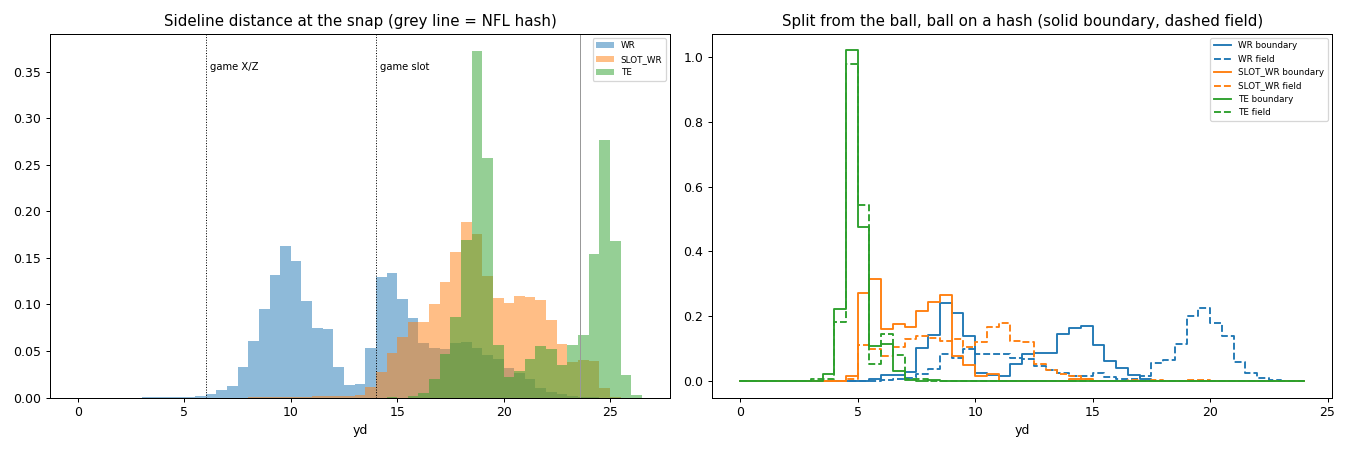 Sideline distance at the snap (grey line = NFL hash)
WR
SLOT_WR
TE
game X/Z
game slot
0.35
0.30
0.25
0.20
0.15
0.10
0.05
0.00
0 5 10 15 20 25
yd
Split from the ball, ball on a hash (solid boundary, dashed field)
WR boundary
WR field
SLOT_WR boundary
SLOT_WR field
TE boundary
TE field
1.0
0.8
0.6
0.4
0.2
0.0
0 5 10 15 20 25
yd